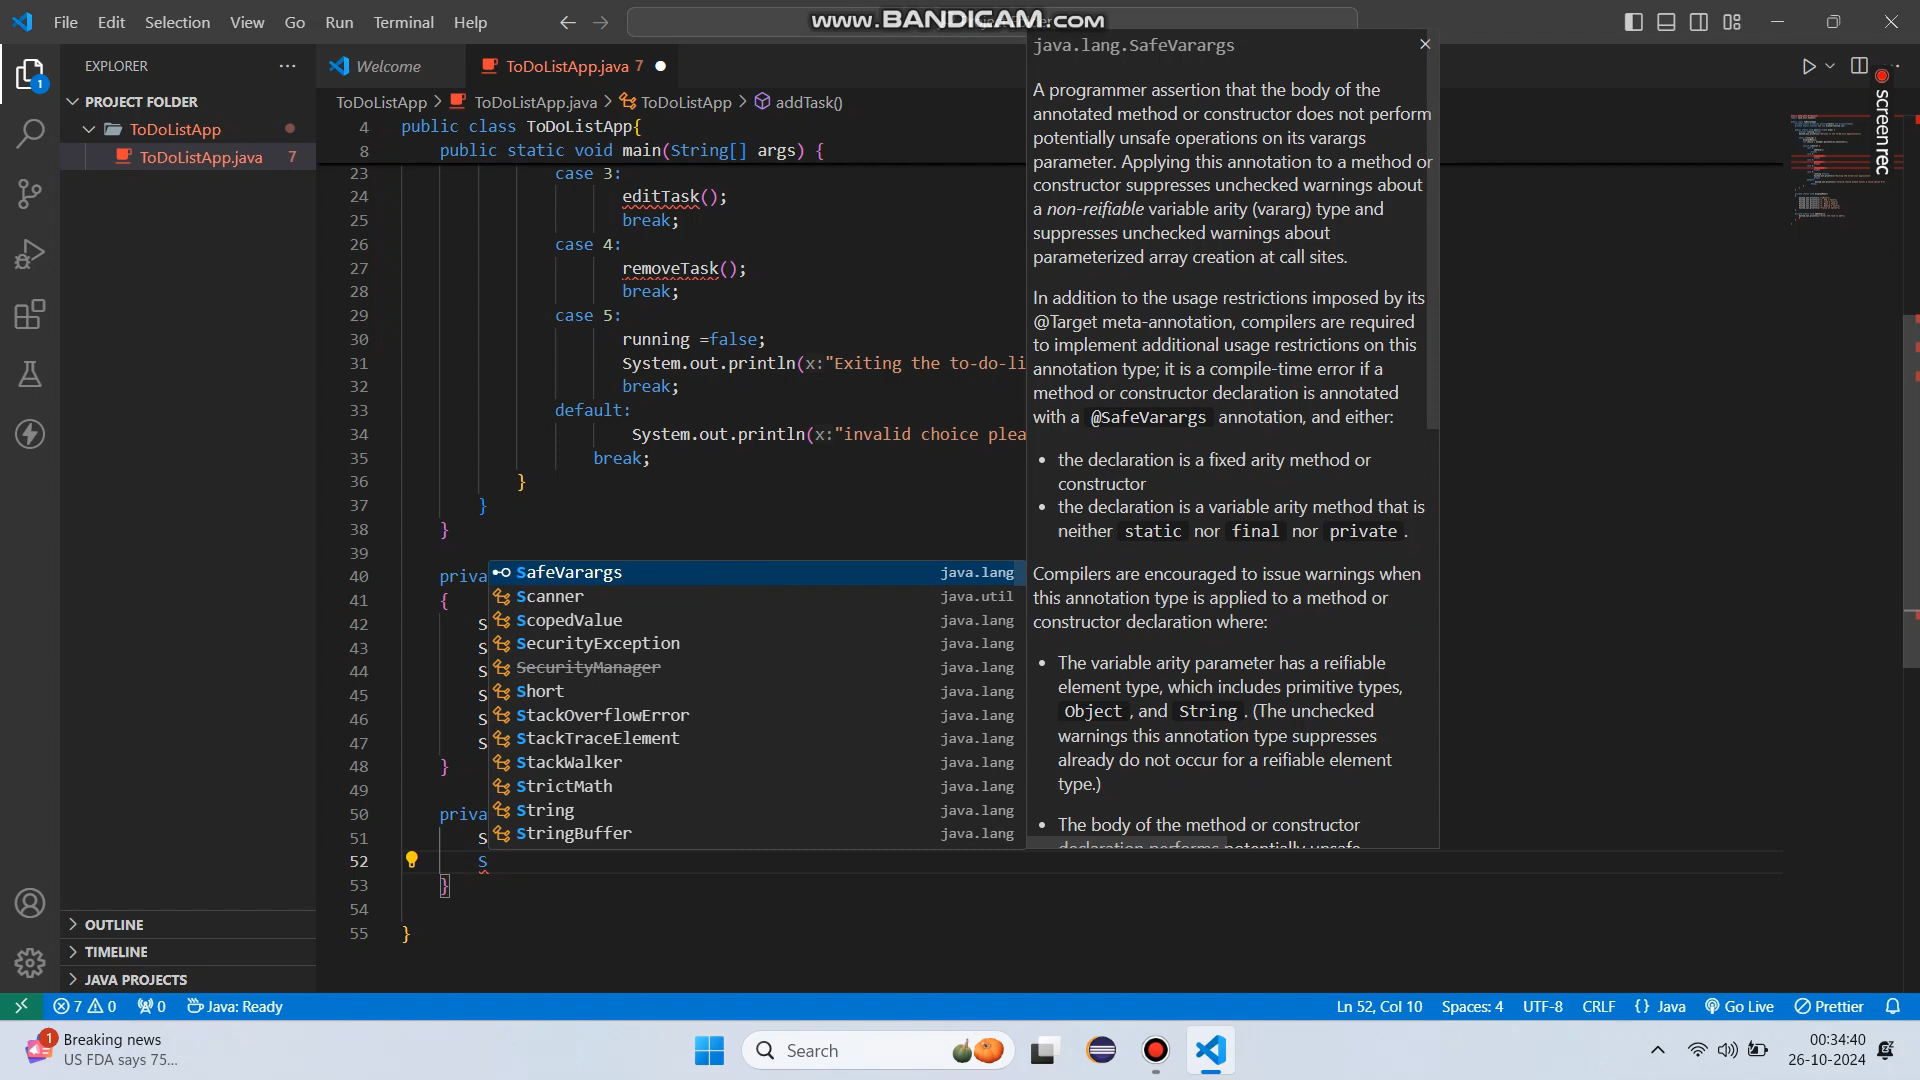 File Edit Selection View Go Run Terminal Help
www.BANDICAM.com
EXPLORER
Welcome
ToDoListApp.java 7
java.lang.SafeVarargs
PROJECT FOLDER
ToDoListApp
ToDoListApp.java 7
ToDoListApp > ToDoListApp.java > ToDoListApp > addTask()
4 public class ToDoListApp{
8 public static void main(String[] args) {
23 case 3:
24 editTask();
25 break;
26 case 4:
27 removeTask();
28 break;
29 case 5:
30 running =false;
31 System.out.println(x:"Exiting the to-do-li
32 break;
33 default:
34 System.out.println(x:"invalid choice plea
35 break;
36 }
37 }
38 }
39
40 priva
41 {
42 S
43 S
44 S
45 S
46 S
47 S
48 }
49
50 priva
51 S
52 S
53 }
54
55 }
SafeVarargs java.lang
Scanner java.util
ScopedValue java.lang
SecurityException java.lang
SecurityManager java.lang
Short java.lang
StackOverflowError java.lang
StackTraceElement java.lang
StackWalker java.lang
StrictMath java.lang
String java.lang
StringBuffer java.lang
A programmer assertion that the body of the
annotated method or constructor does not perform
potentially unsafe operations on its varargs
parameter. Applying this annotation to a method or
constructor suppresses unchecked warnings about
a non-reifiable variable arity (vararg) type and
suppresses unchecked warnings about
parameterized array creation at call sites.
In addition to the usage restrictions imposed by its
@Target meta-annotation, compilers are required
to implement additional usage restrictions on this
annotation type; it is a compile-time error if a
method or constructor declaration is annotated
with a @SafeVarargs annotation, and either:
• the declaration is a fixed arity method or
constructor
• the declaration is a variable arity method that is
neither static nor final nor private.
Compilers are encouraged to issue warnings when
this annotation type is applied to a method or
constructor declaration where:
• The variable arity parameter has a reifiable
element type, which includes primitive types,
Object, and String. (The unchecked
warnings this annotation type suppresses
already do not occur for a reifiable element
type.)
• The body of the method or constructor
declaration performs potentially unsafe
screen rec
OUTLINE
TIMELINE
JAVA PROJECTS
7 0 0 Java: Ready
Ln 52, Col 10 Spaces: 4 UTF-8 CRLF {} Java Go Live Prettier
1
Breaking news
US FDA says 75...
Search
00:34:40
26-10-2024